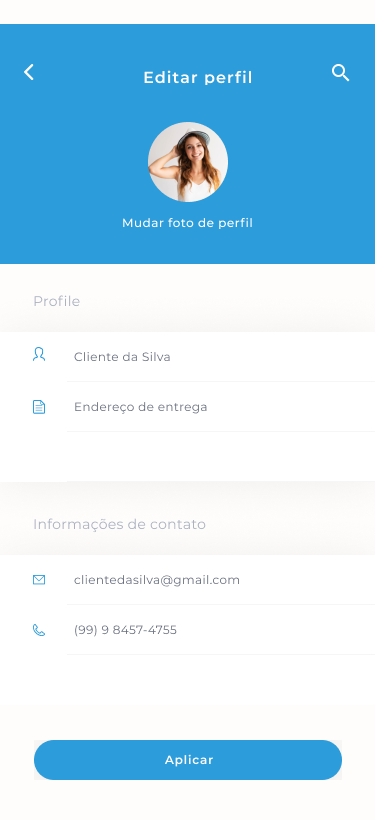 Editar perfil
Mudar foto de perfil
Profile
Cliente da Silva
Endereço de entrega
Informações de contato
clientedasilva@gmail.com
(99) 9 8457-4755
Aplicar